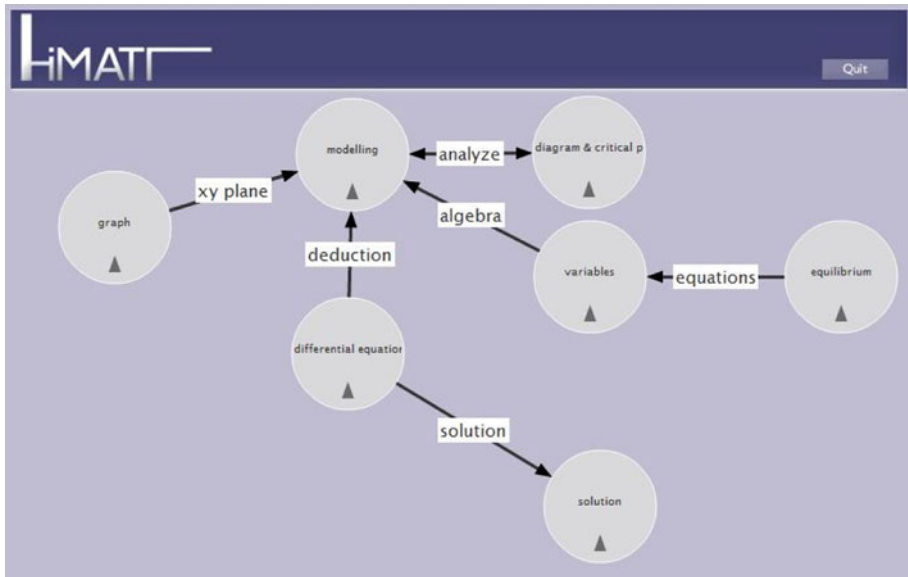 HiMATT
Quit
modelling
analyze
diagram & critical p
xy plane
graph
algebra
deduction
variables
equations
equilibrium
differential equation
solution
solution